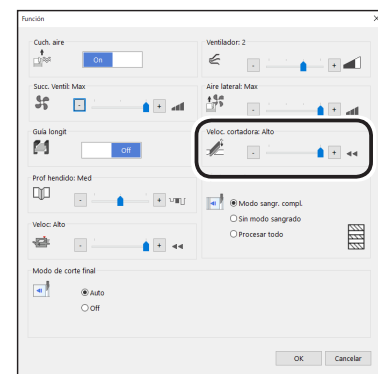 Función
Cuch. aire
On
Ventilador: 2
- +
Succ. Ventil: Max
- +
Aire lateral: Max
- +
Guía longit
Off
Veloc. cortadora: Alto
- +
Prof hendido: Med
- +
Modo sangr. compl.
Sin modo sangrado
Procesar todo
Veloc: Alto
- +
Modo de corte final
Auto
Off
OK Cancelar